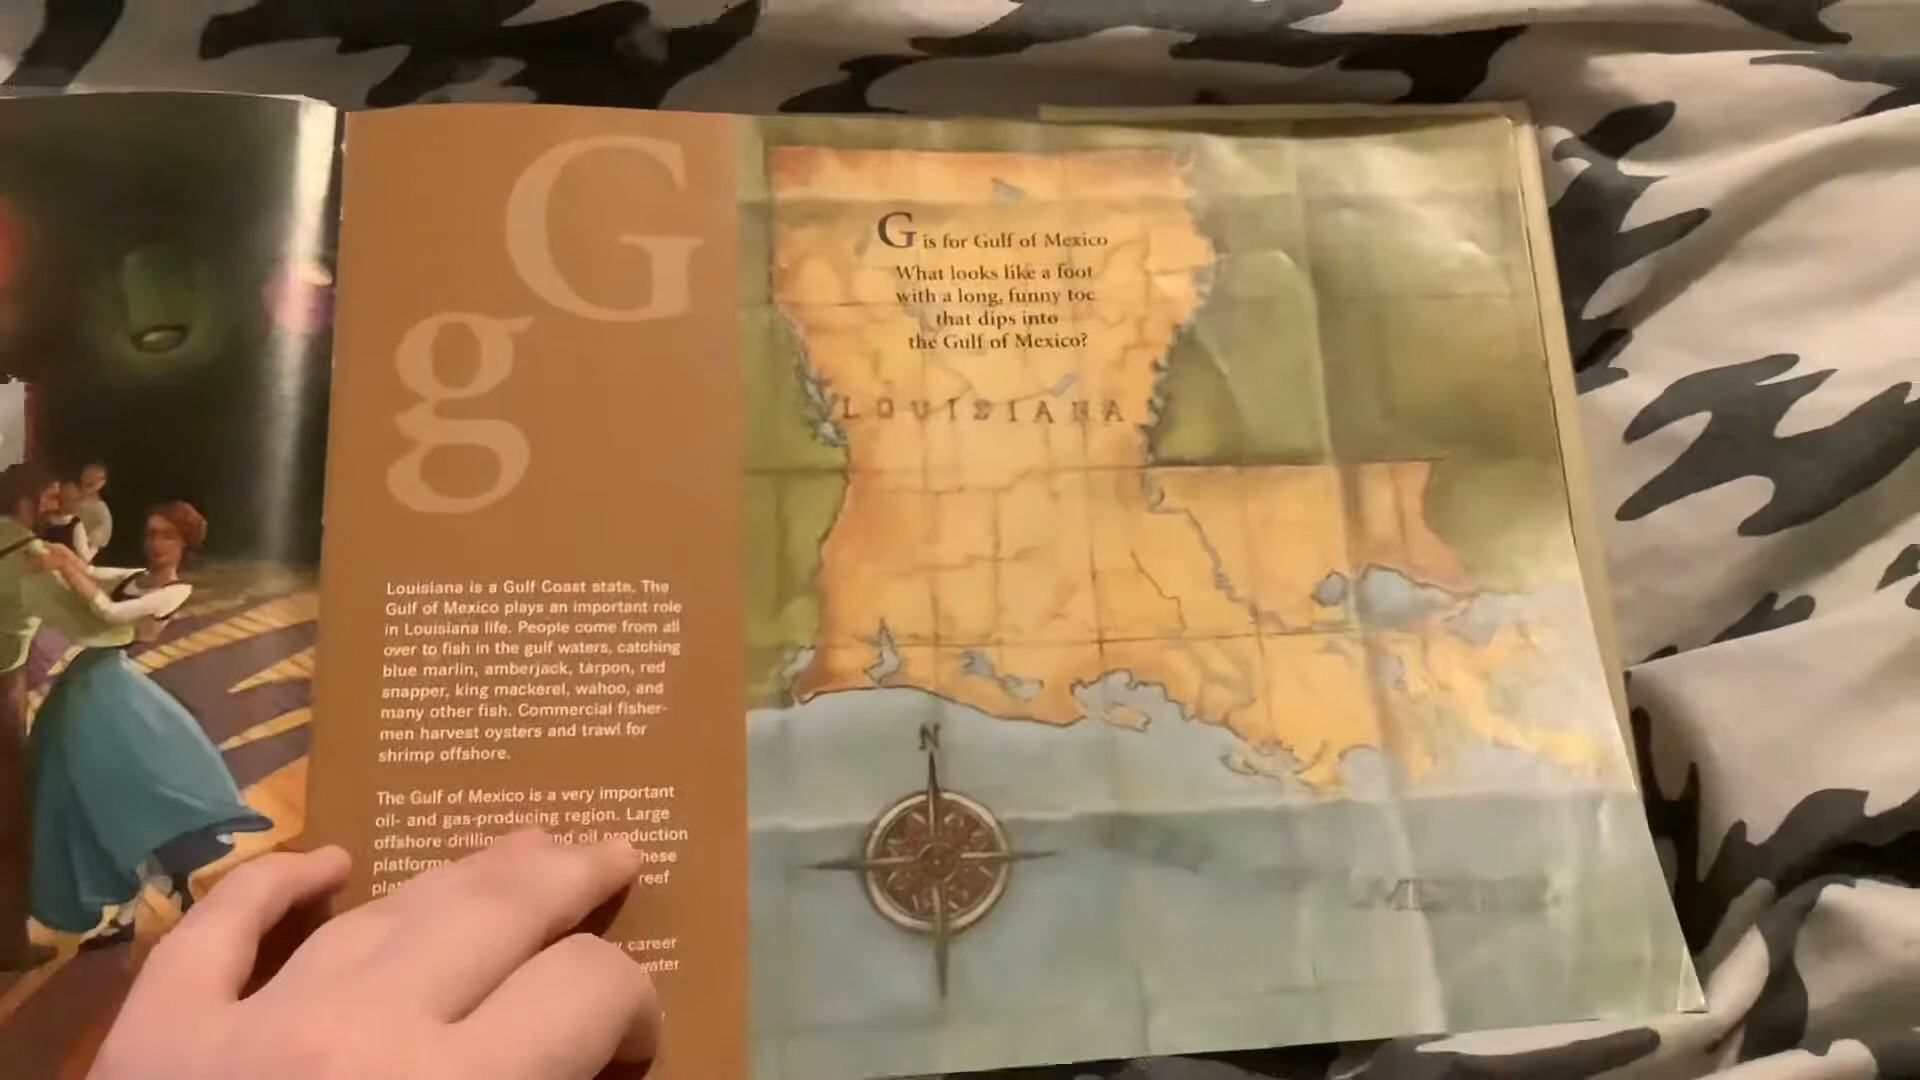 G
g
Louisiana is a Gulf Coast state. The
Gulf of Mexico plays an important role
in Louisiana life. People come from all
over to fish in the gulf waters, catching
blue marlin, amberjack, tarpon, red
snapper, king mackerel, wahoo, and
many other fish. Commercial fisher-
men harvest oysters and trawl for
shrimp offshore.
The Gulf of Mexico is a very important
oil- and gas-producing region. Large
offshore drilling and oil production
platforms hese
reef
career
water
G is for Gulf of Mexico
What looks like a foot
with a long, funny toe
that dips into
the Gulf of Mexico?
LOUISIANA
N